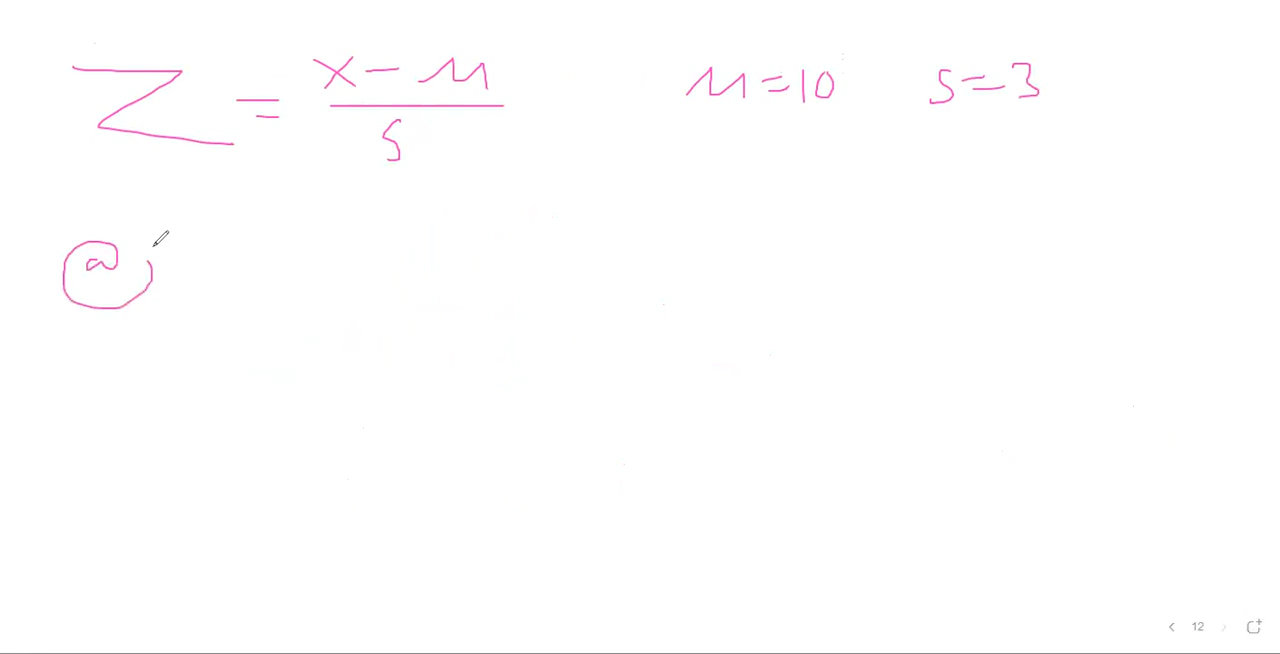 Z = x - μ / s    μ = 10    s = 3
a
< 12 >